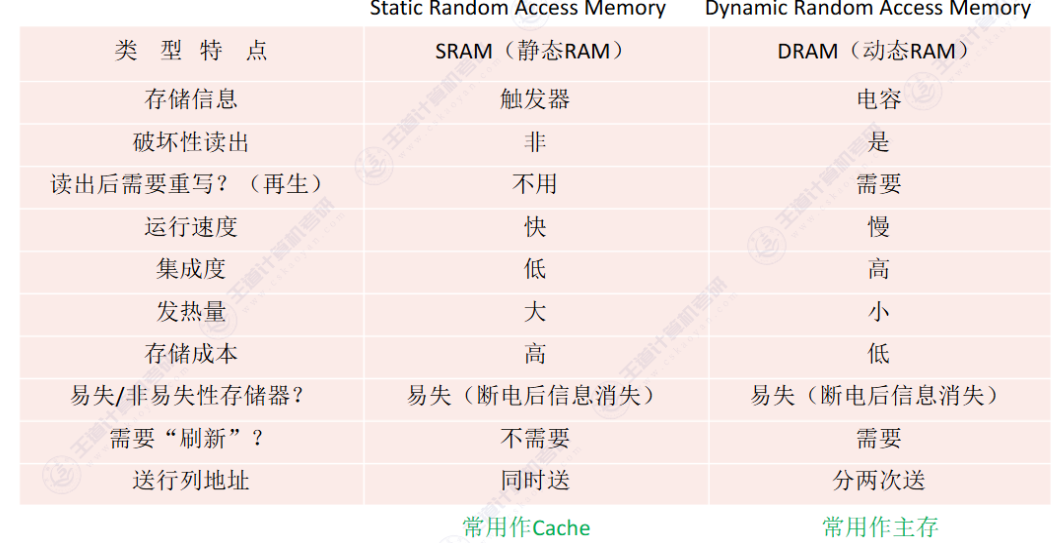 Static Random Access Memory Dynamic Random Access Memory
类 型 特 点 SRAM（静态RAM） DRAM（动态RAM）
存储信息 触发器 电容
破坏性读出 非 是
读出后需要重写？（再生） 不用 需要
运行速度 快 慢
集成度 低 高
发热量 大 小
存储成本 高 低
易失/非易失性存储器？ 易失（断电后信息消失） 易失（断电后信息消失）
需要“刷新”？ 不需要 需要
送行列地址 同时送 分两次送
常用作Cache 常用作主存